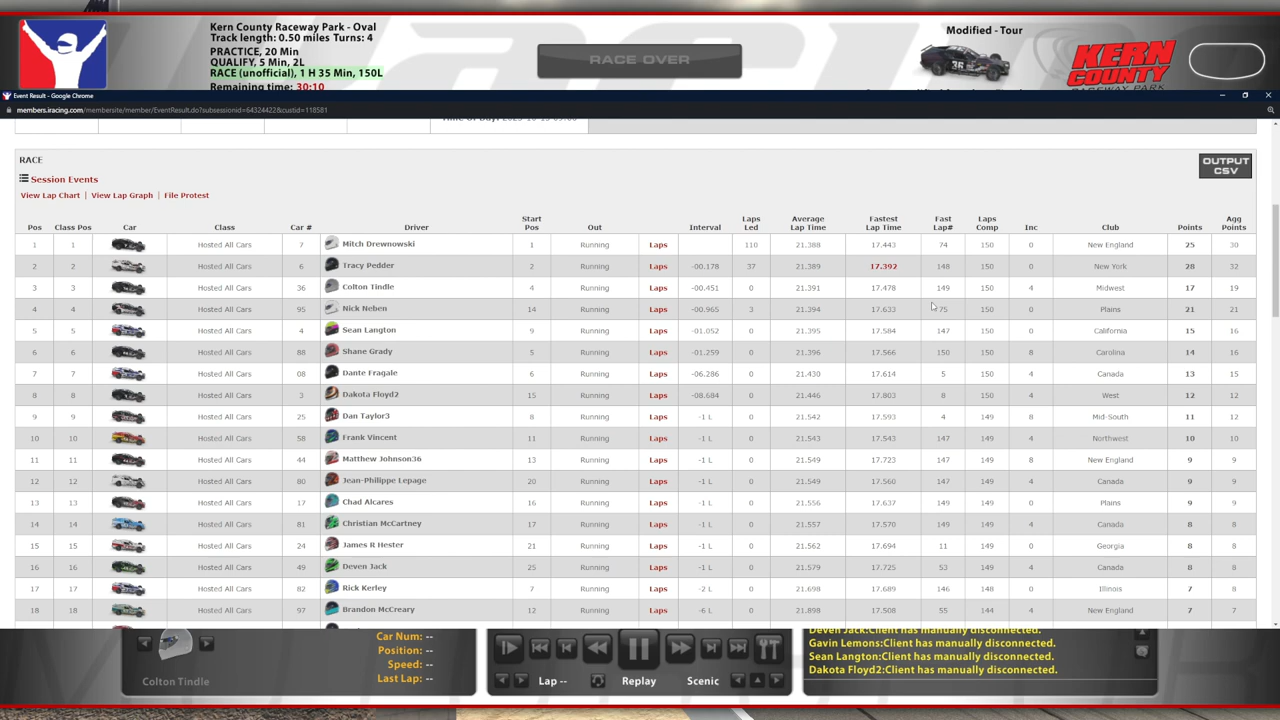 Kern County Raceway Park - Oval
Track length: 0.50 miles Turns: 4
PRACTICE, 20 Min
QUALIFY, 5 Min, 2L
RACE (unofficial), 1 H 35 Min, 150L
Remaining time: 30:10
RACE OVER
Modified - Tour
36
KERN
COUNTY
RACEWAY PARK
Event Result - Google Chrome
members.iracing.com/membersite/member/EventResult.do?subsessionid=64324422&custid=118581
RACE
OUTPUT
CSV
Session Events
View Lap Chart | View Lap Graph | File Protest
Pos Class Pos Car Class Car # Driver Start Pos Out Interval Laps Led Average Lap Time Fastest Lap Time Fast Lap# Laps Comp Inc Club Points Agg Points
1 1 Hosted All Cars 7 Mitch Drewnowski 1 Running Laps 110 21.388 17.443 74 150 0 New England 25 30
2 2 Hosted All Cars 6 Tracy Pedder 2 Running Laps -00.178 37 21.389 17.392 148 150 0 New York 28 32
3 3 Hosted All Cars 36 Colton Tindle 4 Running Laps -00.451 0 21.391 17.478 149 150 4 Midwest 17 19
4 4 Hosted All Cars 95 Nick Neben 14 Running Laps -00.965 3 21.394 17.633 75 150 0 Plains 21 21
5 5 Hosted All Cars 4 Sean Langton 9 Running Laps -01.052 0 21.395 17.584 147 150 0 California 15 16
6 6 Hosted All Cars 88 Shane Grady 5 Running Laps -01.259 0 21.396 17.566 150 150 8 Carolina 14 16
7 7 Hosted All Cars 08 Dante Fragale 6 Running Laps -06.286 0 21.430 17.614 5 150 4 Canada 13 15
8 8 Hosted All Cars 3 Dakota Floyd2 15 Running Laps -08.684 0 21.446 17.803 8 150 4 West 12 12
9 9 Hosted All Cars 25 Dan Taylor3 8 Running Laps -1 L 0 21.542 17.593 4 149 8 Mid-South 11 12
10 10 Hosted All Cars 58 Frank Vincent 11 Running Laps -1 L 0 21.543 17.543 147 149 4 Northwest 10 10
11 11 Hosted All Cars 44 Matthew Johnson36 13 Running Laps -1 L 0 21.549 17.723 147 149 8 New England 9 9
12 12 Hosted All Cars 80 Jean-Philippe Lepage 20 Running Laps -1 L 0 21.549 17.560 147 149 4 Canada 9 9
13 13 Hosted All Cars 17 Chad Alcares 16 Running Laps -1 L 0 21.556 17.637 149 149 0 Plains 9 9
14 14 Hosted All Cars 81 Christian McCartney 17 Running Laps -1 L 0 21.557 17.570 149 149 4 Canada 8 8
15 15 Hosted All Cars 24 James R Hester 21 Running Laps -1 L 0 21.562 17.694 11 149 0 Georgia 8 8
16 16 Hosted All Cars 49 Deven Jack 25 Running Laps -1 L 0 21.579 17.725 53 149 4 Canada 8 8
17 17 Hosted All Cars 82 Rick Kerley 7 Running Laps -2 L 0 21.698 17.689 146 148 0 Illinois 7 8
18 18 Hosted All Cars 97 Brandon McCreary 12 Running Laps -6 L 0 21.898 17.508 55 144 4 New England 7 7
Colton Tindle
Car Num: --
Position: --
Speed: --
Last Lap: --
Lap -- Replay Scenic
Deven Jack:Client has manually disconnected.
Gavin Lemons:Client has manually disconnected.
Sean Langton:Client has manually disconnected.
Dakota Floyd2:Client has manually disconnected.